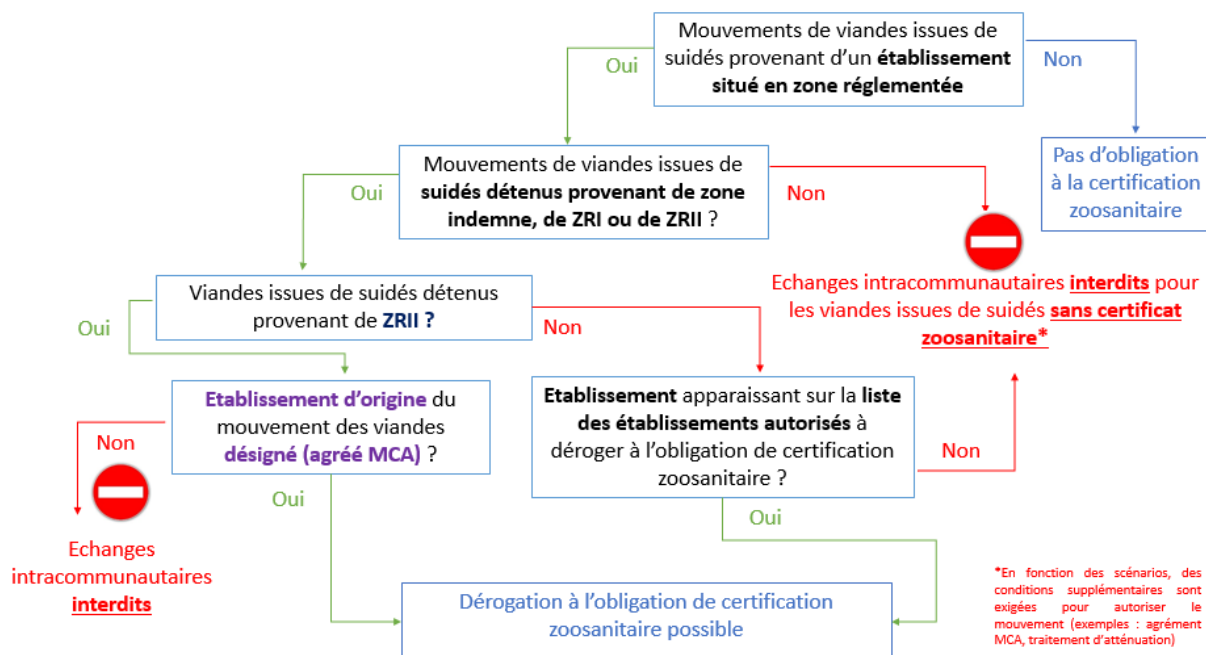 Mouvements de viandes issues de
suidés provenant d'un établissement
situé en zone réglementée
Oui
Non
Mouvements de viandes issues de
suidés détenus provenant de zone
indemne, de ZRI ou de ZRII ?
Pas d'obligation
à la certification
zoosanitaire
Oui
Non
Viandes issues de suidés détenus
provenant de ZRII ?
Echanges intracommunautaires interdits pour
les viandes issues de suidés sans certificat
zoosanitaire*
Oui
Non
Etablissement d'origine du
mouvement des viandes
désigné (agréé MCA) ?
Etablissement apparaissant sur la liste
des établissements autorisés à
déroger à l'obligation de certification
zoosanitaire ?
Non
Non
Oui
Oui
Echanges
intracommunautaires
interdits
Dérogation à l'obligation de certification
zoosanitaire possible
*En fonction des scénarios, des
conditions supplémentaires sont
exigées pour autoriser le
mouvement (exemples : agrément
MCA, traitement d'atténuation)